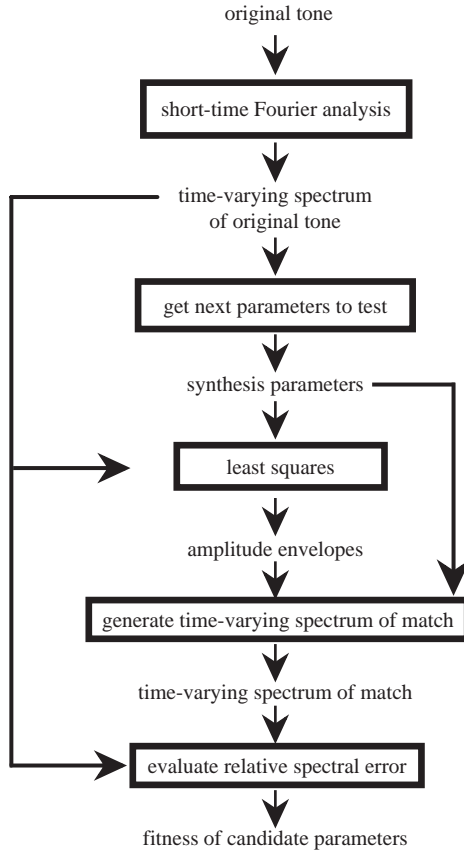 original tone
short-time Fourier analysis
time-varying spectrum
of original tone
get next parameters to test
synthesis parameters
least squares
amplitude envelopes
generate time-varying spectrum of match
time-varying spectrum of match
evaluate relative spectral error
fitness of candidate parameters